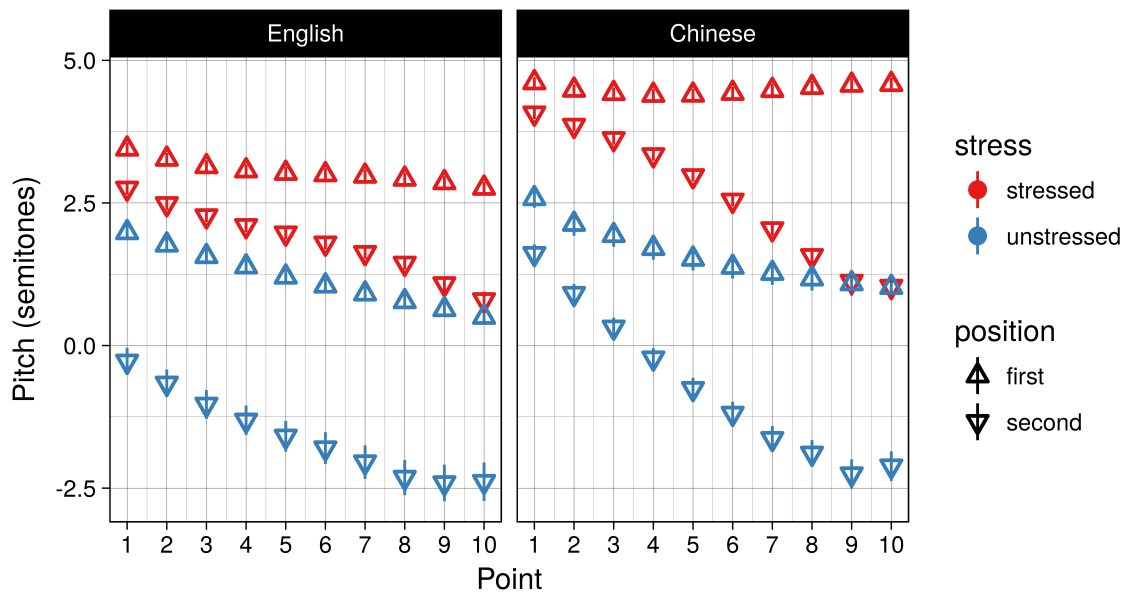 English
Chinese
5.0
2.5
0.0
-2.5
Pitch (semitones)
1 2 3 4 5 6 7 8 9 10
1 2 3 4 5 6 7 8 9 10
Point
stress
stressed
unstressed
position
first
second